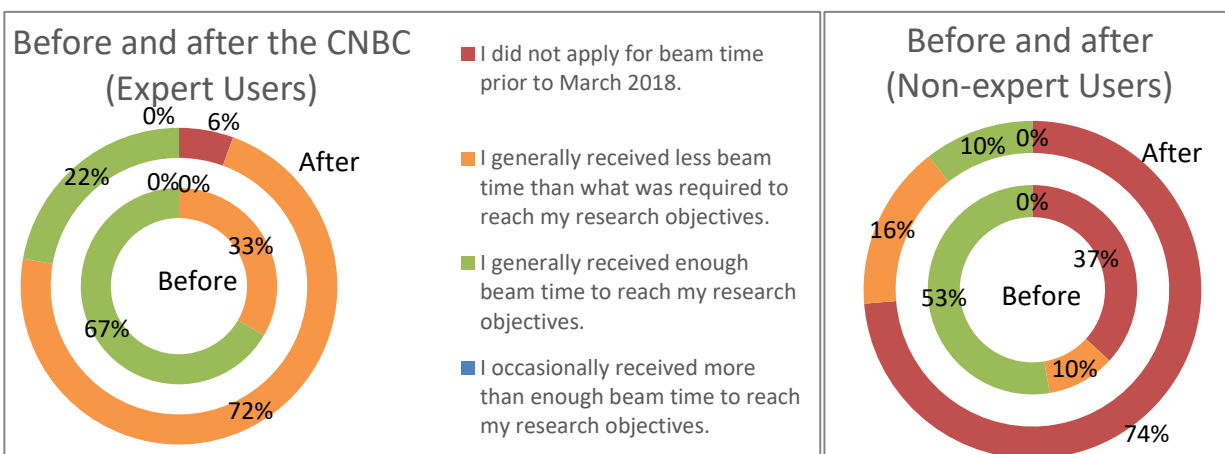 Before and after the CNBC
(Expert Users)
0%
6%
After
22%
0%
0%
33%
Before
67%
72%
I did not apply for beam time
prior to March 2018.
I generally received less beam
time than what was required to
reach my research objectives.
I generally received enough
beam time to reach my research
objectives.
I occasionally received more
than enough beam time to reach
my research objectives.
Before and after
(Non-expert Users)
10%
0%
After
16%
0%
37%
53%
Before
10%
74%